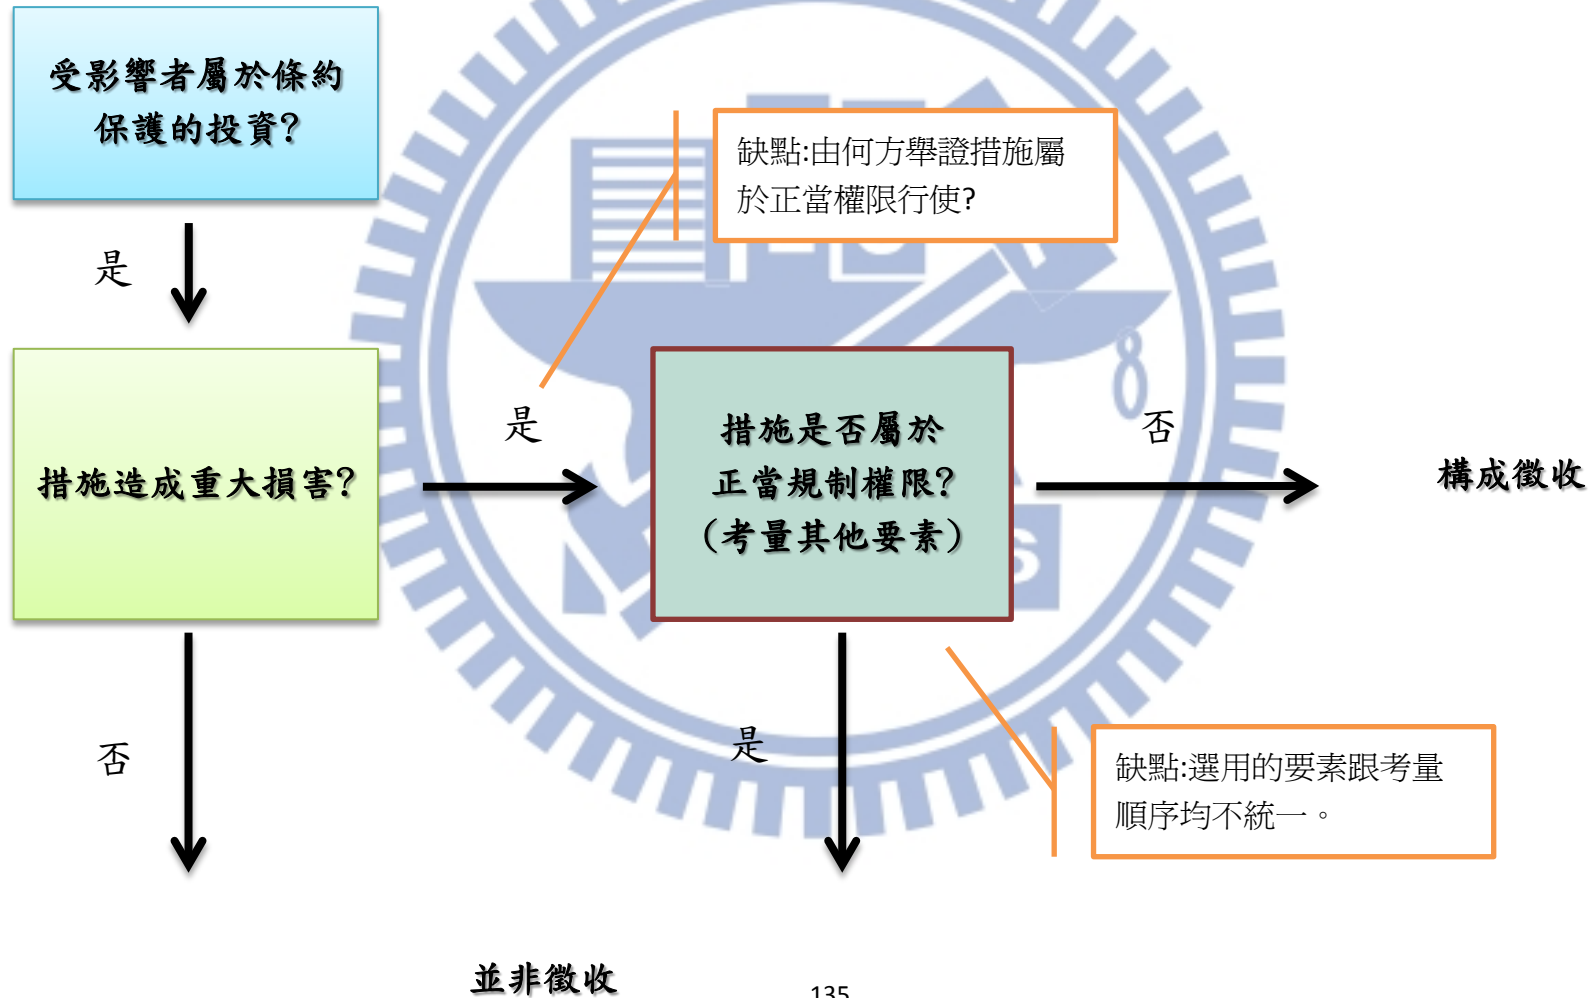 受影響者屬於條約
保護的投資?
缺點:由何方舉證措施屬
於正當權限行使?
是
措施造成重大損害?
是
措施是否屬於
正當規制權限?
(考量其他要素)
否
構成徵收
否
是
缺點:選用的要素跟考量
順序均不統一。
並非徵收
135